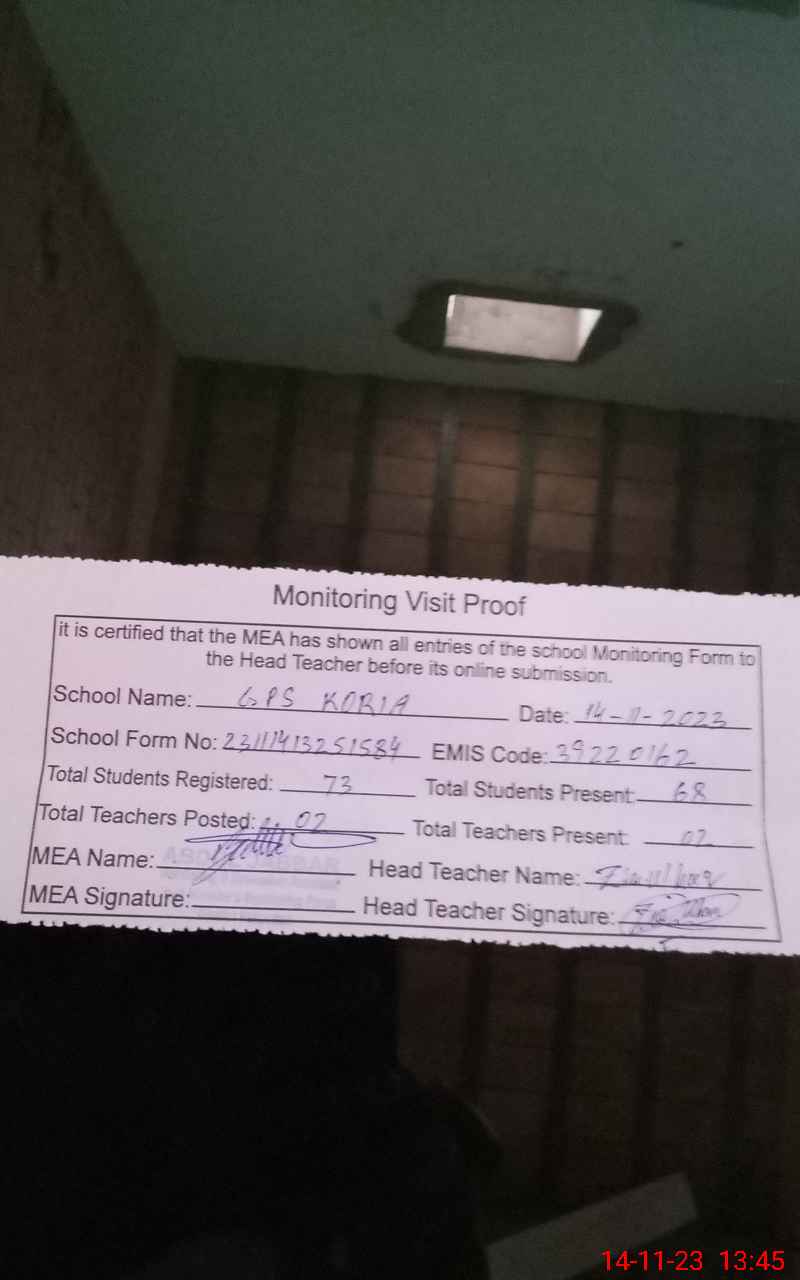 Monitoring Visit Proof
it is certified that the MEA has shown all entries of the school Monitoring Form to
the Head Teacher before its online submission.
School Name: GPS KORIA Date: 14-11-2023
School Form No: 23111413251584 EMIS Code: 39220162
Total Students Registered: 73 Total Students Present: 68
Total Teachers Posted: 02 Total Teachers Present: 02
MEA Name: Head Teacher Name:
MEA Signature: Head Teacher Signature:
14-11-23 13:45